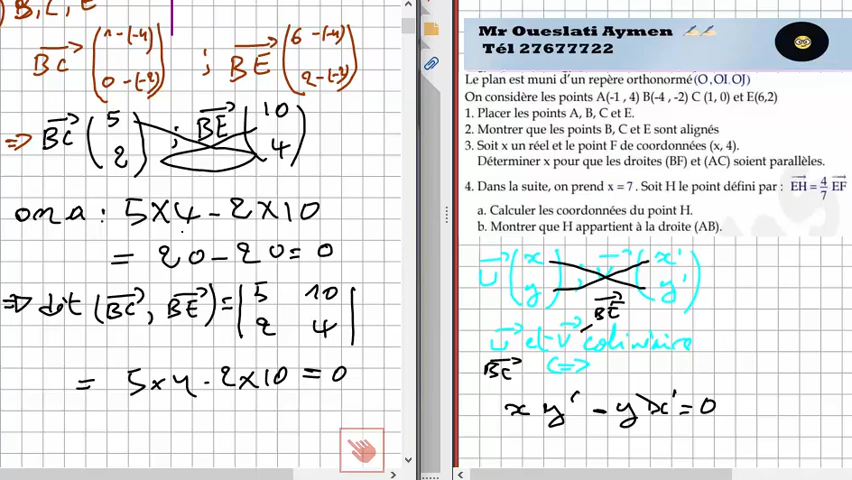 B, C, E
BC (1-(-4) 0-(-2)) ; BE (6-(-4) 2-(-2))
=> BC (5 2) ; BE (10 4)
on a : 5×4 - 2×10
= 20 - 20 = 0
=> dét (BC, BE) = |5 10 2 4|
= 5×4 - 2×10 = 0
Mr Oueslati Aymen
Tél 27677722
Le plan est muni d'un repère orthonormé (O, OI. OJ)
On considère les points A(-1 , 4) B(-4 , -2) C (1, 0) et E(6,2)
1. Placer les points A, B, C et E.
2. Montrer que les points B, C et E sont alignés
3. Soit x un réel et le point F de coordonnées (x, 4).
Déterminer x pour que les droites (BF) et (AC) soient parallèles.
4. Dans la suite, on prend x = 7. Soit H le point défini par : EH = 4/7 EF
a. Calculer les coordonnées du point H.
b. Montrer que H appartient à la droite (AB).
U (x y) ; V (x' y')
BE
U et V colinéaire
BC <=>
x y' - y x' = 0